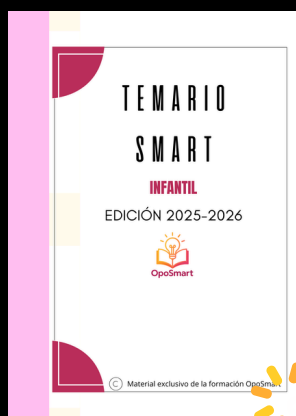 TEMARIO
SMART
INFANTIL
EDICIÓN 2025-2026
OpoSmart
© Material exclusivo de la formación OpoSmart